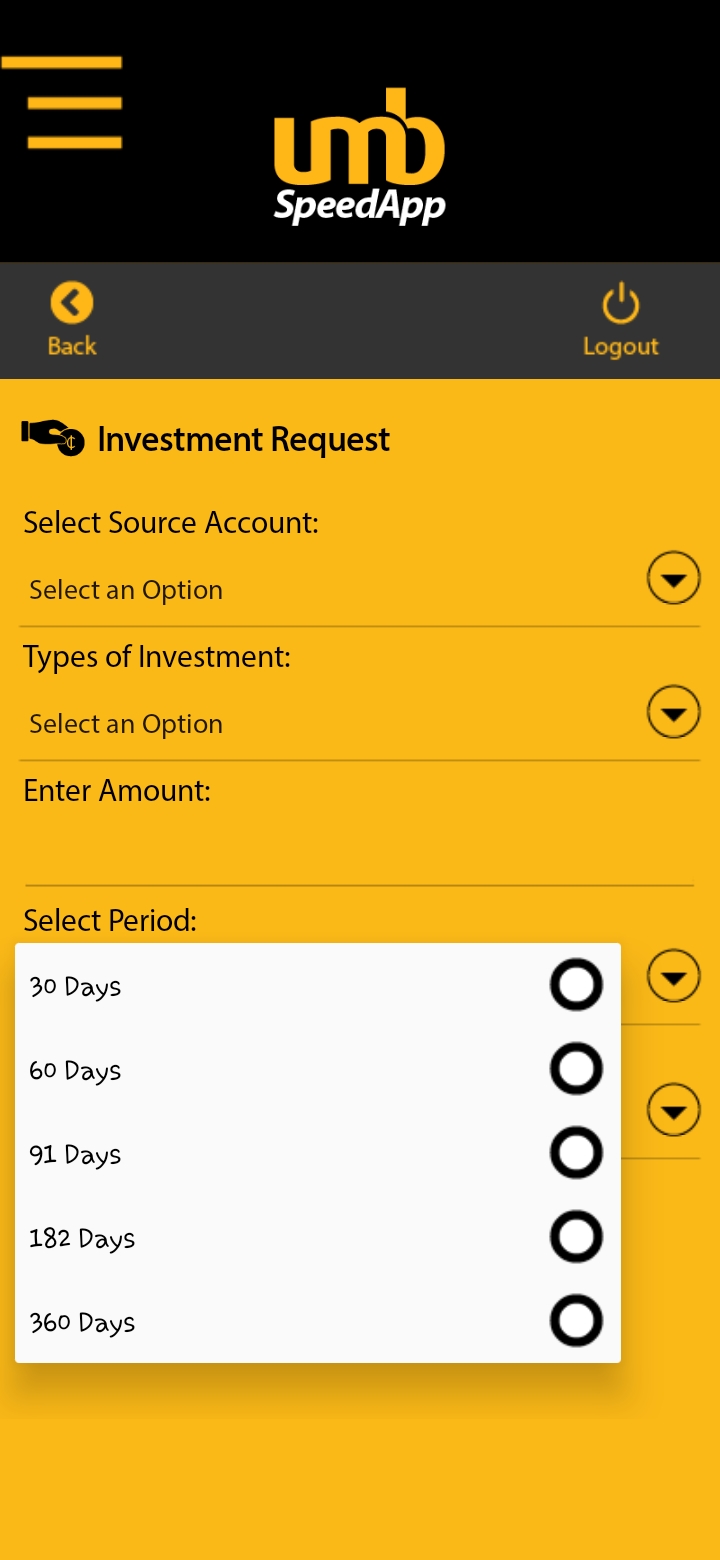 umb
SpeedApp
Back
Logout
¢
Investment Request
Select Source Account:
Select an Option
Types of Investment:
Select an Option
Enter Amount:
Select Period:
30 Days
60 Days
91 Days
182 Days
360 Days